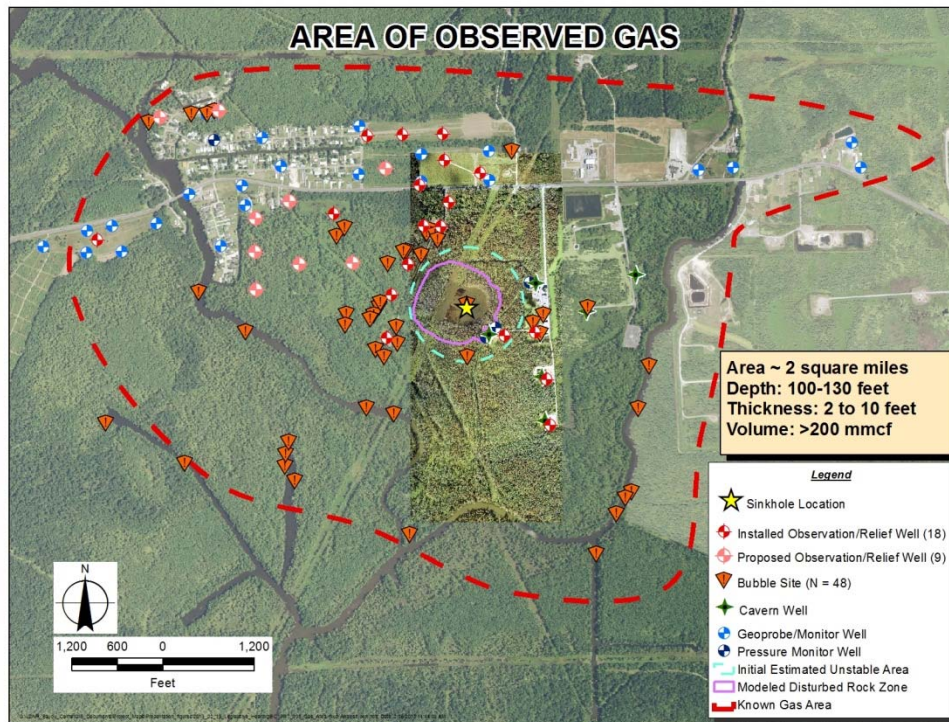 AREA OF OBSERVED GAS
Area ~ 2 square miles
Depth: 100-130 feet
Thickness: 2 to 10 feet
Volume: >200 mmcf
Legend
Sinkhole Location
Installed Observation/Relief Well (18)
Proposed Observation/Relief Well (9)
Bubble Site (N = 48)
Cavern Well
Geoprobe/Monitor Well
Pressure Monitor Well
Initial Estimated Unstable Area
Modeled Disturbed Rock Zone
Known Gas Area
N
1,200 600 0 1,200
Feet